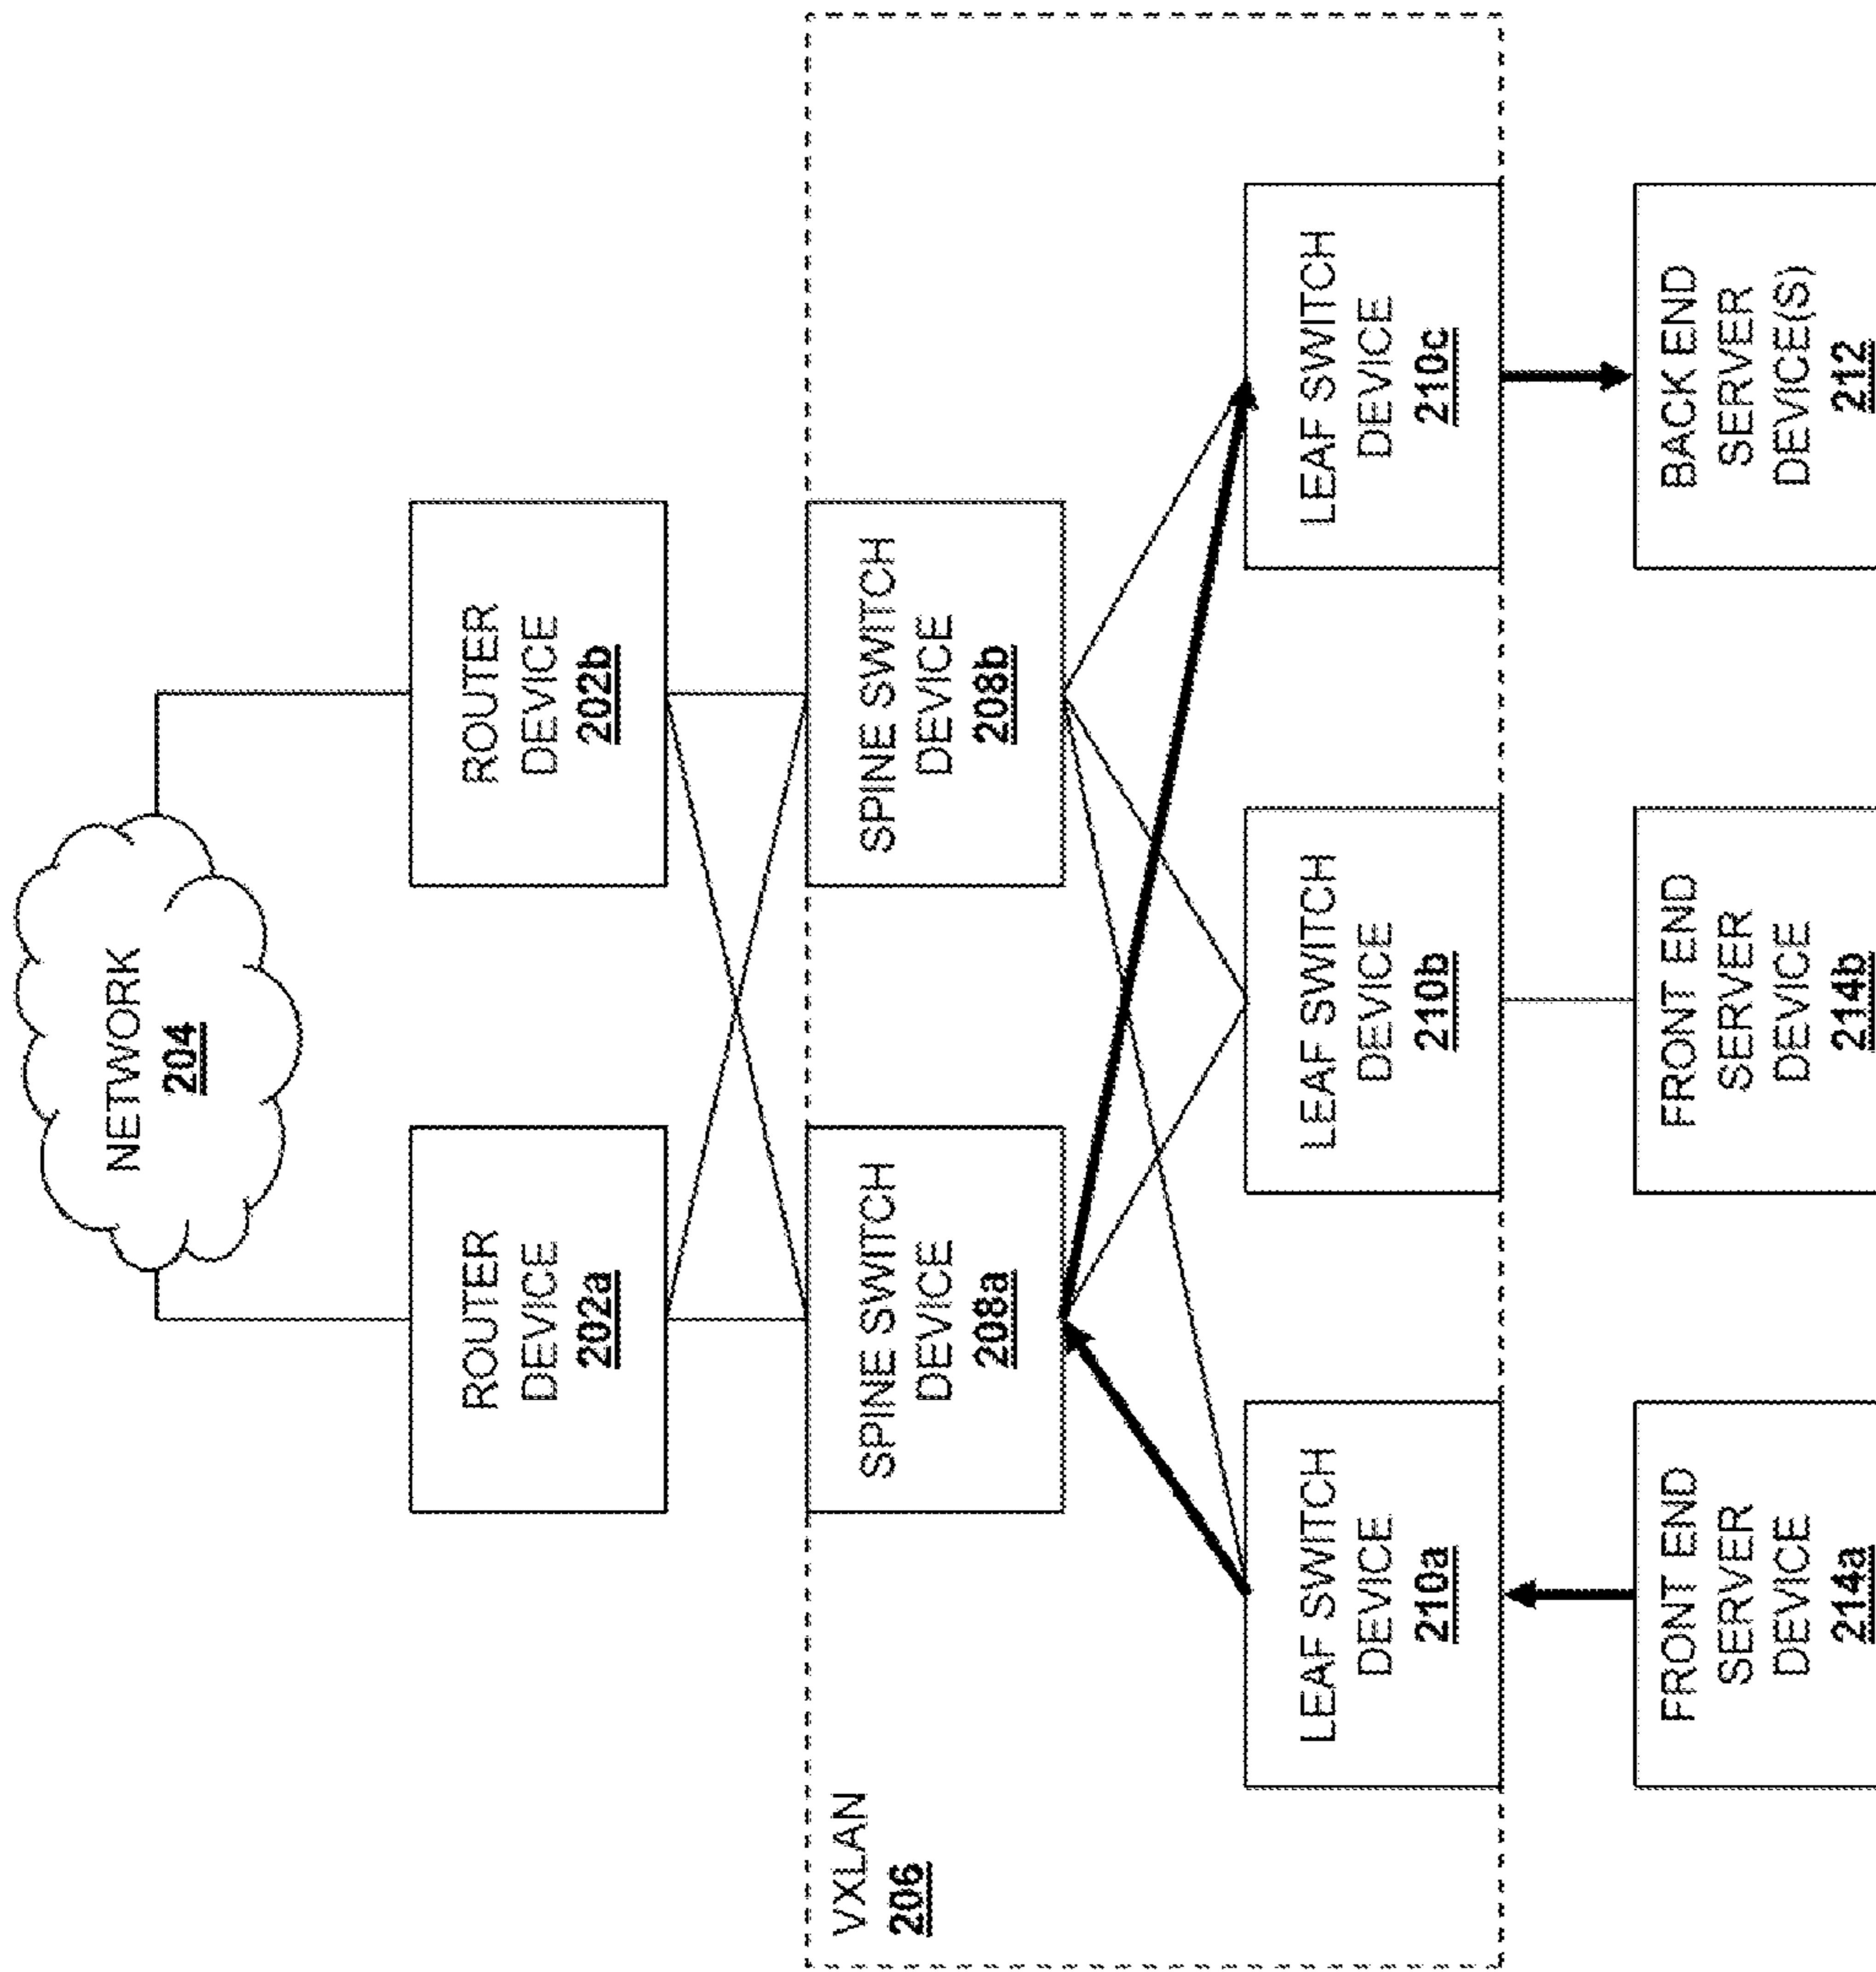 NETWORK
204
ROUTER
DEVICE
202a
ROUTER
DEVICE
202b
VXLAN
206
SPINE SWITCH
DEVICE
208a
SPINE SWITCH
DEVICE
208b
LEAF SWITCH
DEVICE
210a
LEAF SWITCH
DEVICE
210b
LEAF SWITCH
DEVICE
210c
FRONT END
SERVER
DEVICE
214a
FRONT END
SERVER
DEVICE
214b
BACK END
SERVER
DEVICE(S)
212